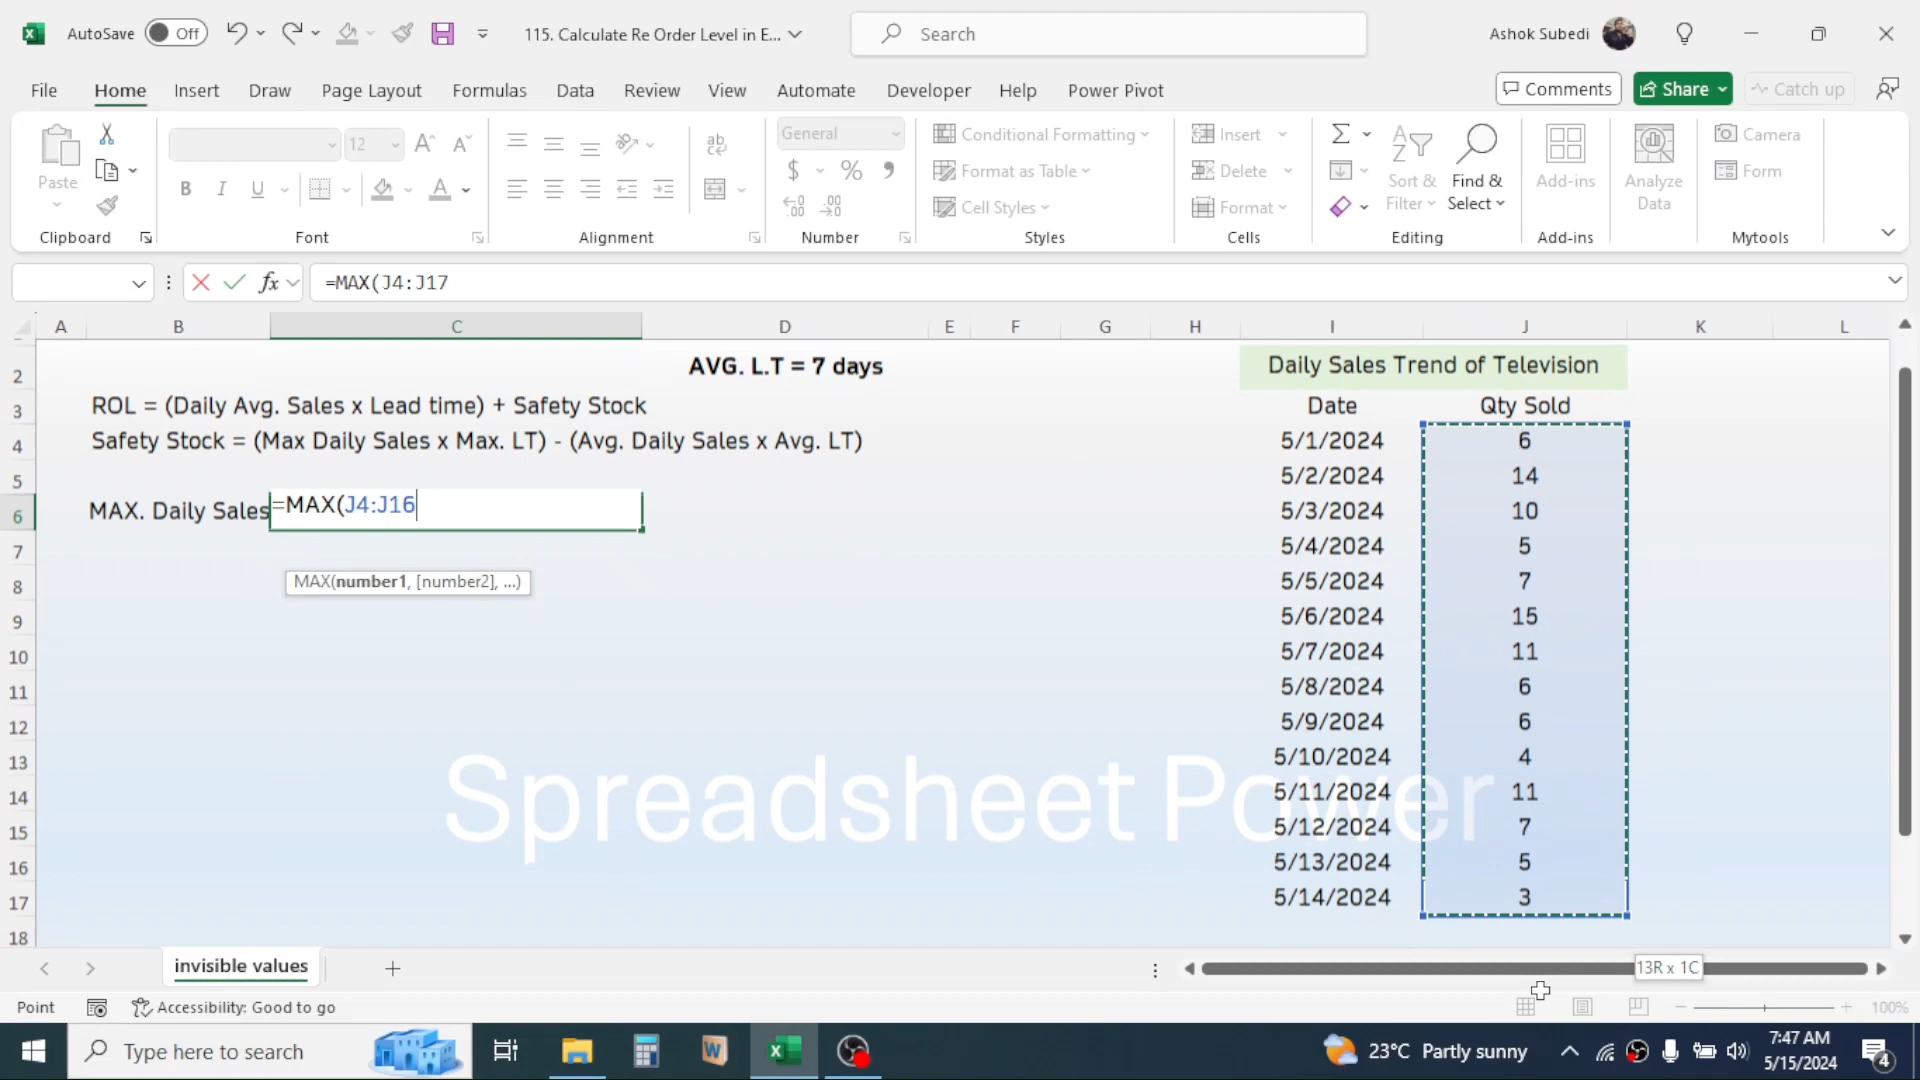 AutoSave Off 115. Calculate Re Order Level in E... Search Ashok Subedi
File Home Insert Draw Page Layout Formulas Data Review View Automate Developer Help Power Pivot Comments Share Catch up
Paste
12
General
$ % 9
Conditional Formatting
Format as Table
Cell Styles
Insert
Delete
Format
Sort & Filter
Find & Select
Add-ins
Analyze Data
Camera
Form
Clipboard Font Alignment Number Styles Cells Editing Add-ins Mytools
fx =MAX(J4:J17
A B C D E F G H I J K L
2 AVG. L.T = 7 days Daily Sales Trend of Television
3 ROL = (Daily Avg. Sales x Lead time) + Safety Stock Date Qty Sold
4 Safety Stock = (Max Daily Sales x Max. LT) - (Avg. Daily Sales x Avg. LT) 5/1/2024 6
5 5/2/2024 14
6 MAX. Daily Sales =MAX(J4:J16 5/3/2024 10
7 5/4/2024 5
8 MAX(number1, [number2], ...) 5/5/2024 7
9 5/6/2024 15
10 5/7/2024 11
11 5/8/2024 6
12 5/9/2024 6
13 5/10/2024 4
14 5/11/2024 11
Spreadsheet Power
15 5/12/2024 7
16 5/13/2024 5
17 5/14/2024 3
18
invisible values 13R x 1C
Point Accessibility: Good to go 100%
Type here to search 23°C Partly sunny 7:47 AM
5/15/2024 4